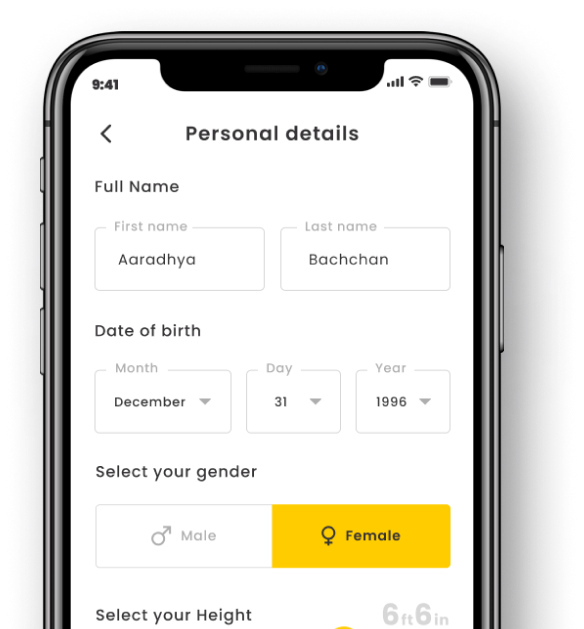 9:41
Personal details
Full Name
First name Last name
Aaradhya Bachchan
Date of birth
Month Day Year
December 31 1996
Select your gender
Male Female
Select your Height 6ft6in